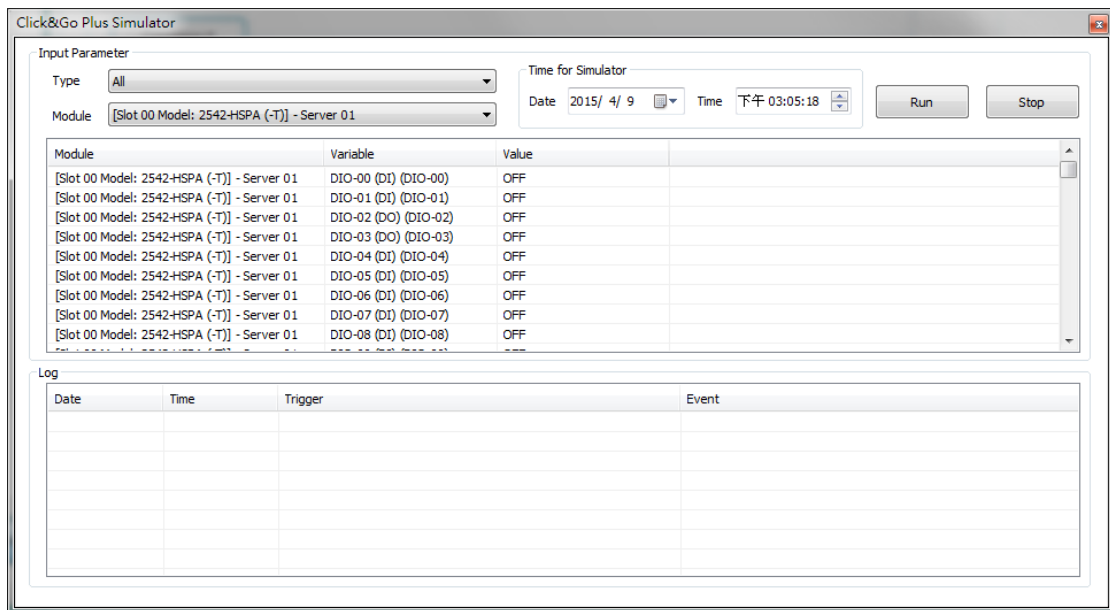 Click&Go Plus Simulator
Input Parameter
Type All
Module [Slot 00 Model: 2542-HSPA (-T)] - Server 01
Time for Simulator
Date 2015/ 4/ 9 Time 下午 03:05:18
Run Stop
Module Variable Value
[Slot 00 Model: 2542-HSPA (-T)] - Server 01 DIO-00 (DI) (DIO-00) OFF
[Slot 00 Model: 2542-HSPA (-T)] - Server 01 DIO-01 (DI) (DIO-01) OFF
[Slot 00 Model: 2542-HSPA (-T)] - Server 01 DIO-02 (DO) (DIO-02) OFF
[Slot 00 Model: 2542-HSPA (-T)] - Server 01 DIO-03 (DO) (DIO-03) OFF
[Slot 00 Model: 2542-HSPA (-T)] - Server 01 DIO-04 (DI) (DIO-04) OFF
[Slot 00 Model: 2542-HSPA (-T)] - Server 01 DIO-05 (DI) (DIO-05) OFF
[Slot 00 Model: 2542-HSPA (-T)] - Server 01 DIO-06 (DI) (DIO-06) OFF
[Slot 00 Model: 2542-HSPA (-T)] - Server 01 DIO-07 (DI) (DIO-07) OFF
[Slot 00 Model: 2542-HSPA (-T)] - Server 01 DIO-08 (DI) (DIO-08) OFF
Log
Date Time Trigger Event